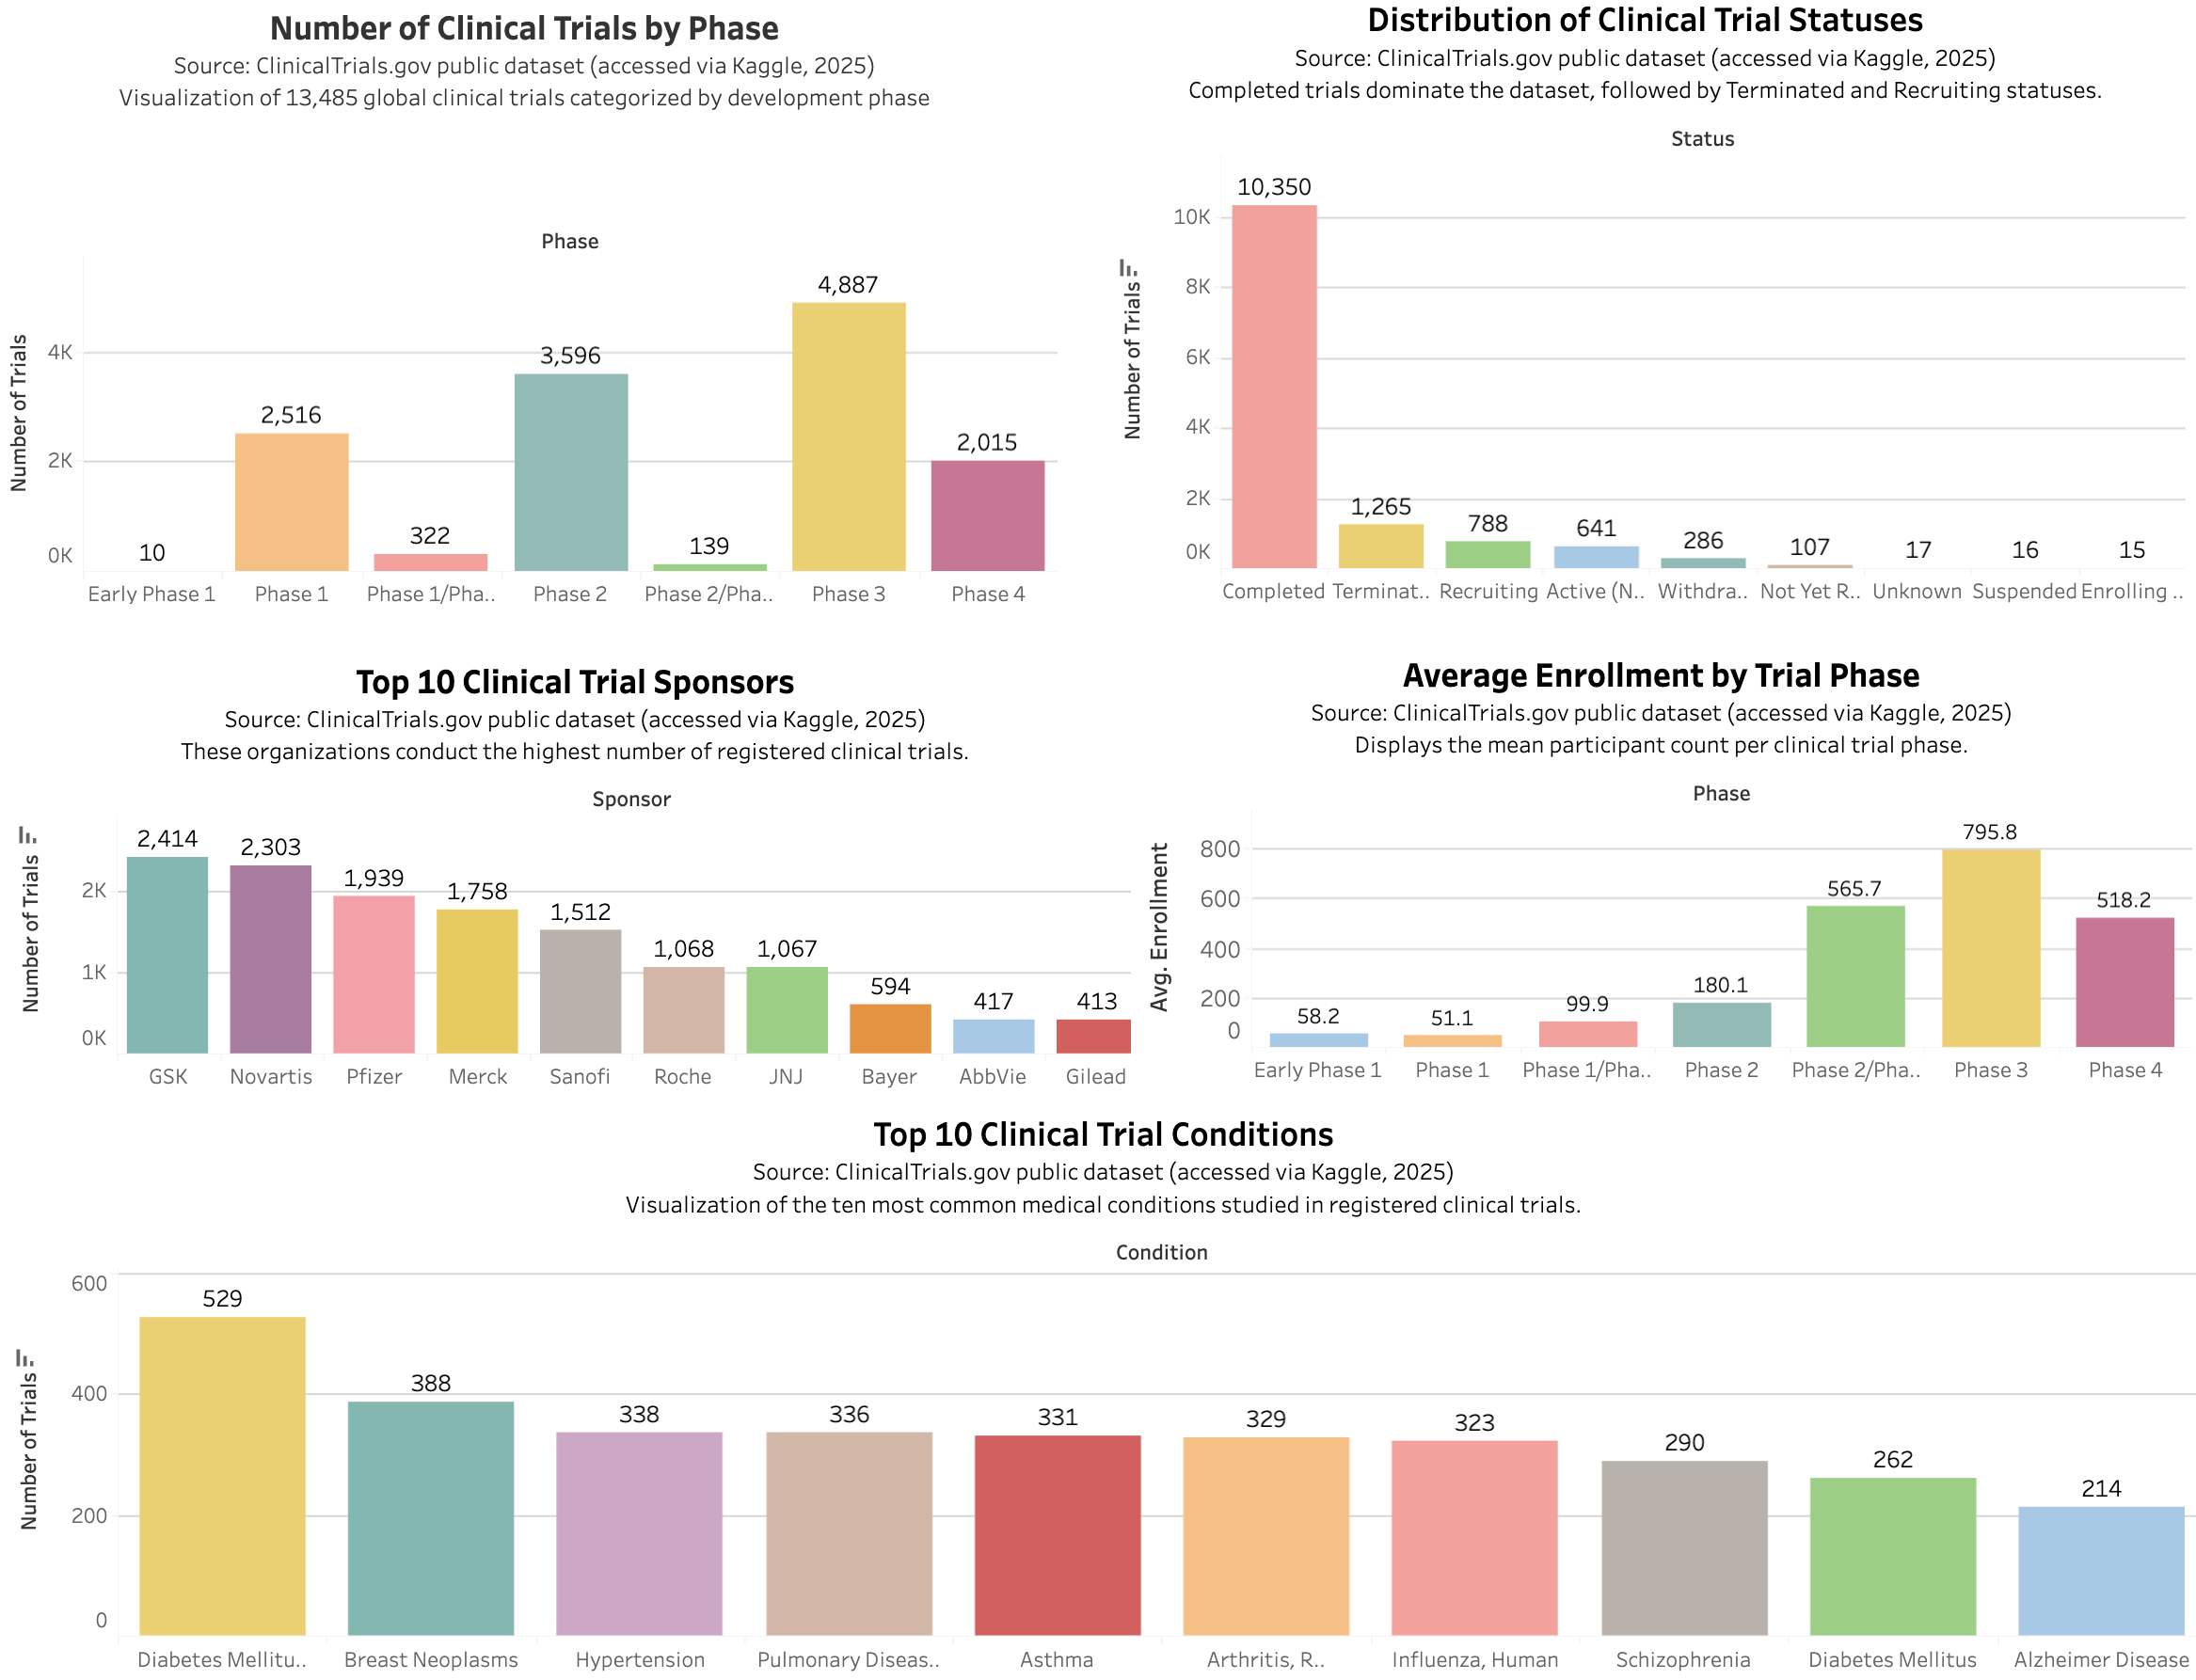 Number of Clinical Trials by Phase
Source: ClinicalTrials.gov public dataset (accessed via Kaggle, 2025)
Visualization of 13,485 global clinical trials categorized by development phase
Phase
Number of Trials
4K
2K
0K
10
2,516
322
3,596
139
4,887
2,015
Early Phase 1
Phase 1
Phase 1/Pha..
Phase 2
Phase 2/Pha..
Phase 3
Phase 4
Distribution of Clinical Trial Statuses
Source: ClinicalTrials.gov public dataset (accessed via Kaggle, 2025)
Completed trials dominate the dataset, followed by Terminated and Recruiting statuses.
Status
Number of Trials
10K
8K
6K
4K
2K
0K
10,350
1,265
788
641
286
107
17
16
15
Completed
Terminat..
Recruiting
Active (N..
Withdra..
Not Yet R..
Unknown
Suspended
Enrolling ..
Top 10 Clinical Trial Sponsors
Source: ClinicalTrials.gov public dataset (accessed via Kaggle, 2025)
These organizations conduct the highest number of registered clinical trials.
Sponsor
Number of Trials
2K
1K
0K
2,414
2,303
1,939
1,758
1,512
1,068
1,067
594
417
413
GSK
Novartis
Pfizer
Merck
Sanofi
Roche
JNJ
Bayer
AbbVie
Gilead
Average Enrollment by Trial Phase
Source: ClinicalTrials.gov public dataset (accessed via Kaggle, 2025)
Displays the mean participant count per clinical trial phase.
Phase
Avg. Enrollment
800
600
400
200
0
58.2
51.1
99.9
180.1
565.7
795.8
518.2
Early Phase 1
Phase 1
Phase 1/Pha..
Phase 2
Phase 2/Pha..
Phase 3
Phase 4
Top 10 Clinical Trial Conditions
Source: ClinicalTrials.gov public dataset (accessed via Kaggle, 2025)
Visualization of the ten most common medical conditions studied in registered clinical trials.
Condition
Number of Trials
600
400
200
0
529
388
338
336
331
329
323
290
262
214
Diabetes Mellitu..
Breast Neoplasms
Hypertension
Pulmonary Diseas..
Asthma
Arthritis, R..
Influenza, Human
Schizophrenia
Diabetes Mellitus
Alzheimer Disease